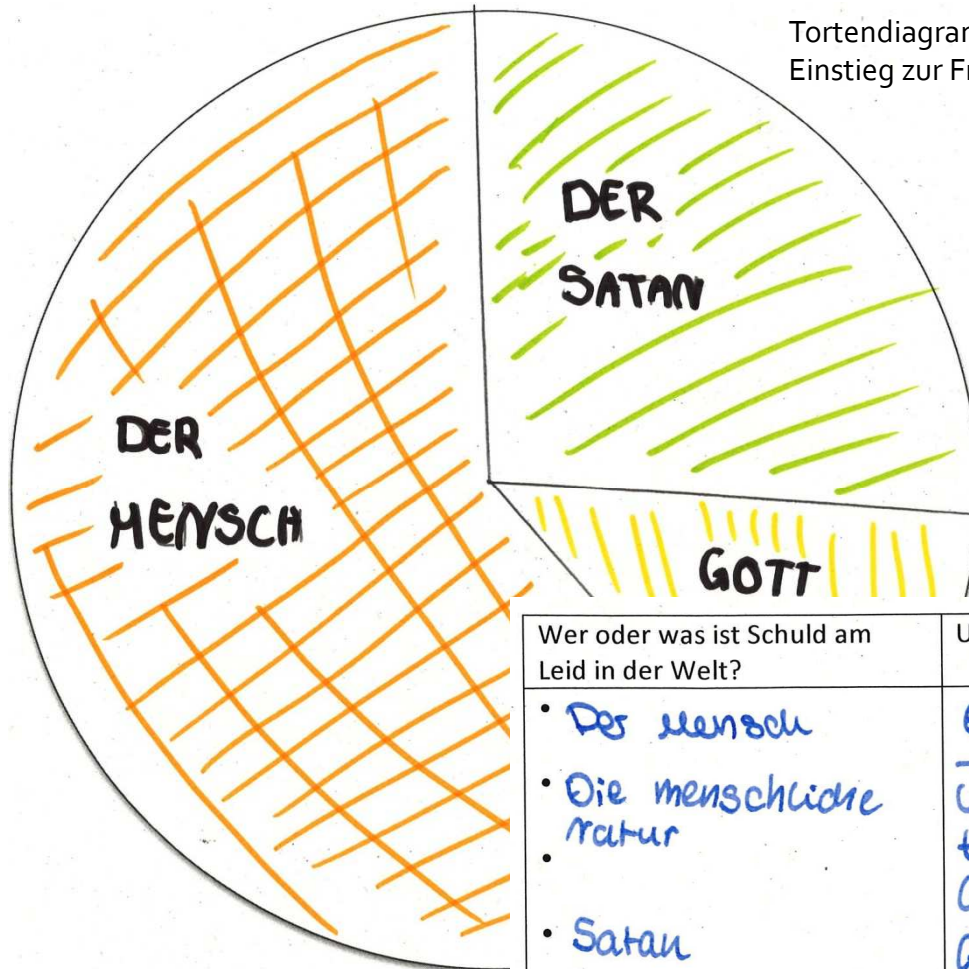 Tortendiagram
Einstieg zur Fr
DER
SATAN
DER
MENSCH
GOTT
Wer oder was ist Schuld am
Leid in der Welt?
• Der Mensch
• Die menschliche
Natur
•
• Satan